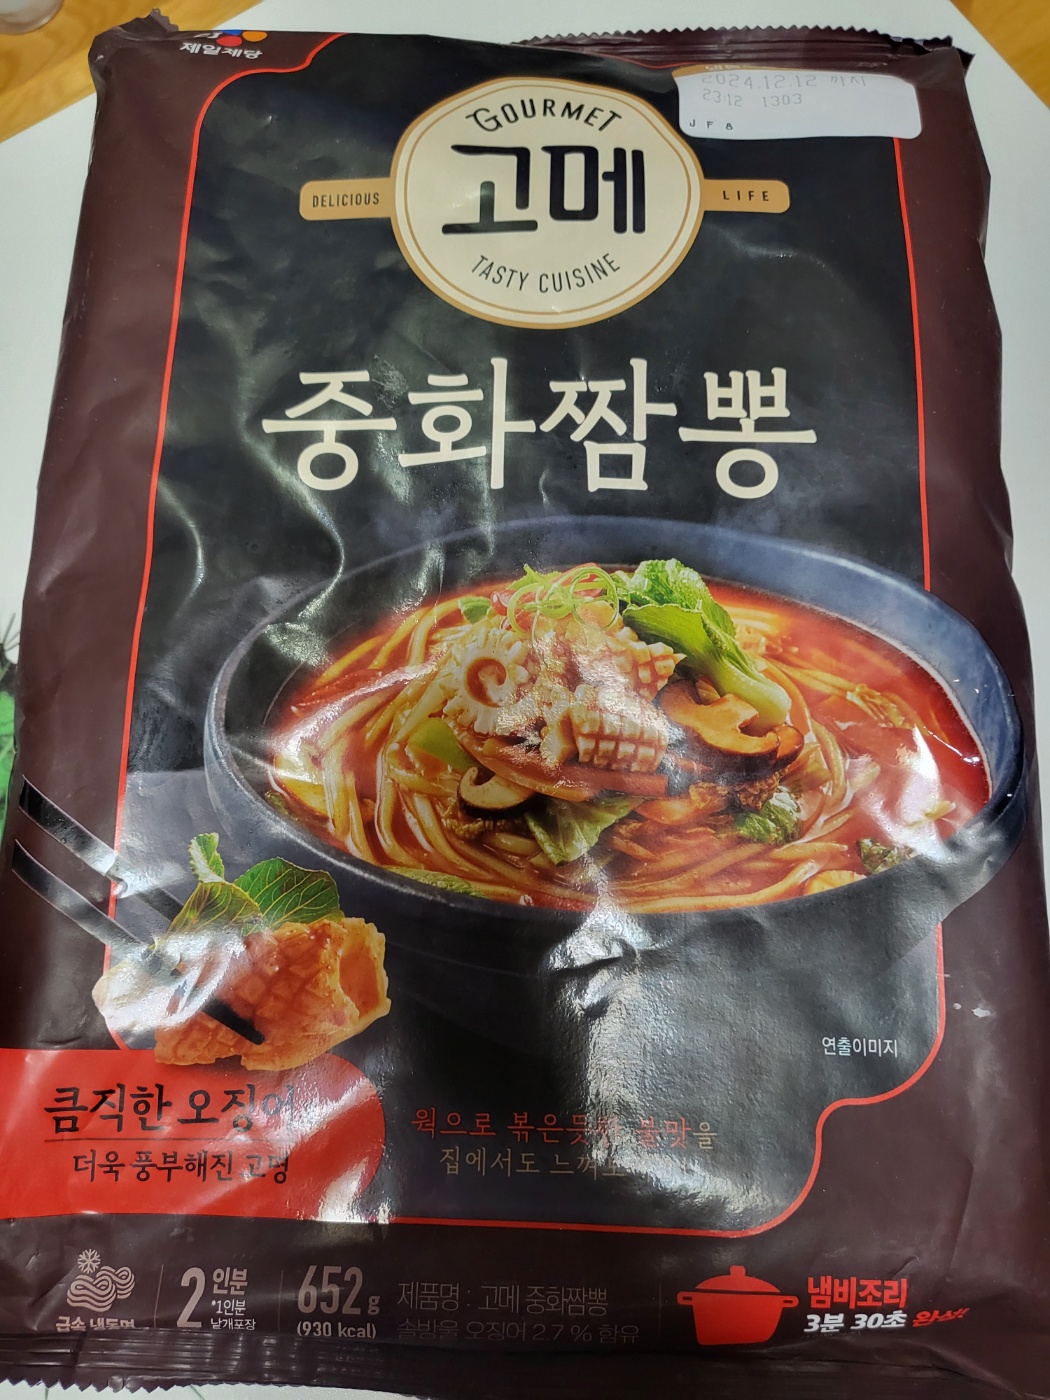 제일제당
2024.12.12 까지
23:12 1303
J F 8
GOURMET
고메
DELICIOUS
LIFE
TASTY CUISINE
중화짬뽕
연출이미지
큼직한 오징어
더욱 풍부해진 고명
웍으로 볶은듯한 불맛을
집에서도
급속 냉동면
2인분
*1인분
낱개포장
652g
(930 kcal)
제품명 : 고메 중화짬뽕
솔방울 오징어 2.7 % 함유
냄비조리
3분 30초 완성!